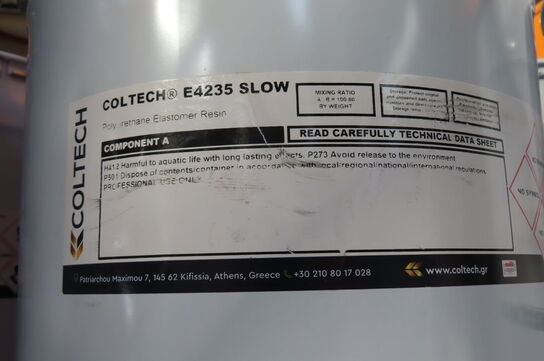 COLTECH
COLTECH® E4235 SLOW
Polyurethane Elastomer Resin
MIXING RATIO
A : B = 100:60
BY WEIGHT
COMPONENT A
READ CAREFULLY TECHNICAL DATA SHEET
H412 Harmful to aquatic life with long lasting effects. P273 Avoid release to the environment
P501 Dispose of contents/container in accordance with local/regional/national/international regulations
PROFESSIONAL USE ONLY
Patriarchou Maximou 7, 145 62 Kifissia, Athens, Greece +30 210 80 17 028
www.coltech.gr